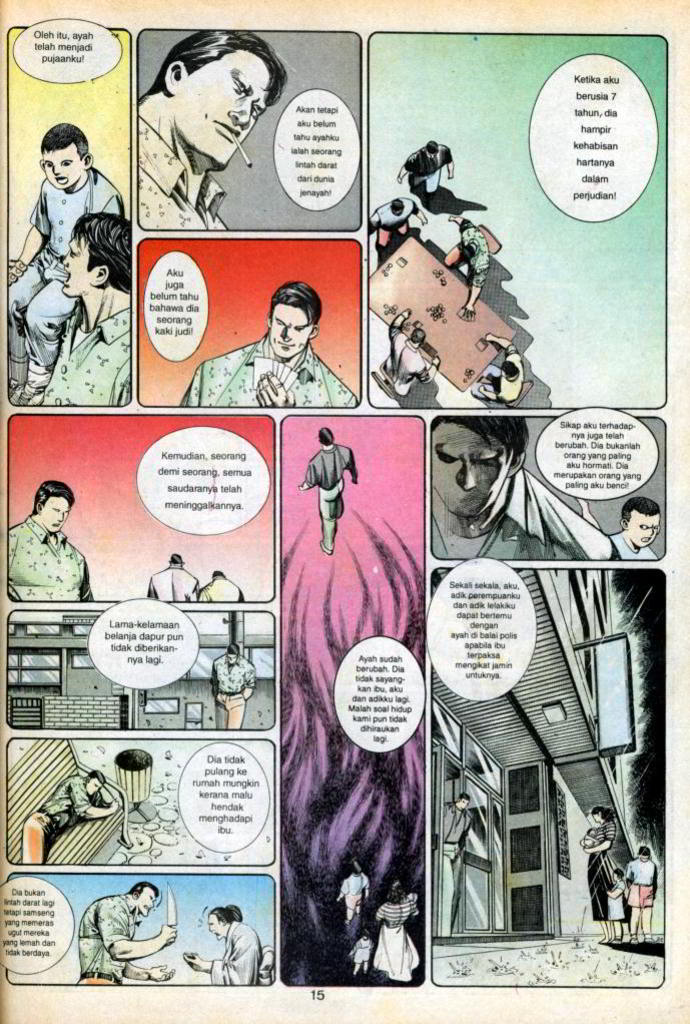 Oleh itu, ayah
telah menjadi
pujaanku!
Akan tetapi
aku belum
tahu ayahku
ialah seorang
lintah darat
dari dunia
jenayah!
Ketika aku
berusia 7
tahun, dia
hampir
kehabisan
hartanya
dalam
perjudian!
Aku
juga
belum tahu
bahawa dia
seorang
kaki judi!
Kemudian, seorang
demi seorang, semua
saudaranya telah
meninggalkannya.
Lama-kelamaan
belanja dapur pun
tidak diberikan-
nya lagi.
Dia tidak
pulang ke
rumah mungkin
kerana malu
hendak
menghadapi
ibu.
Dia bukan
lintah darat lagi
tetapi samseng
yang memeras
ugut mereka
yang lemah dan
tidak berdaya.
Ayah sudah
berubah. Dia
tidak sayang-
kan ibu, aku
dan adikku lagi.
Malah soal hidup
kami pun tidak
dihiraukan
lagi.
Sikap aku terhadap-
nya juga telah
berubah. Dia bukanlah
orang yang paling
aku hormati. Dia
merupakan orang yang
paling aku benci!
Sekali sekala, aku,
adik perempuanku
dan adik lelakiku
dapat bertemu
dengan
ayah di balai polis
apabila ibu
terpaksa
mengikat jamin
untuknya.
15